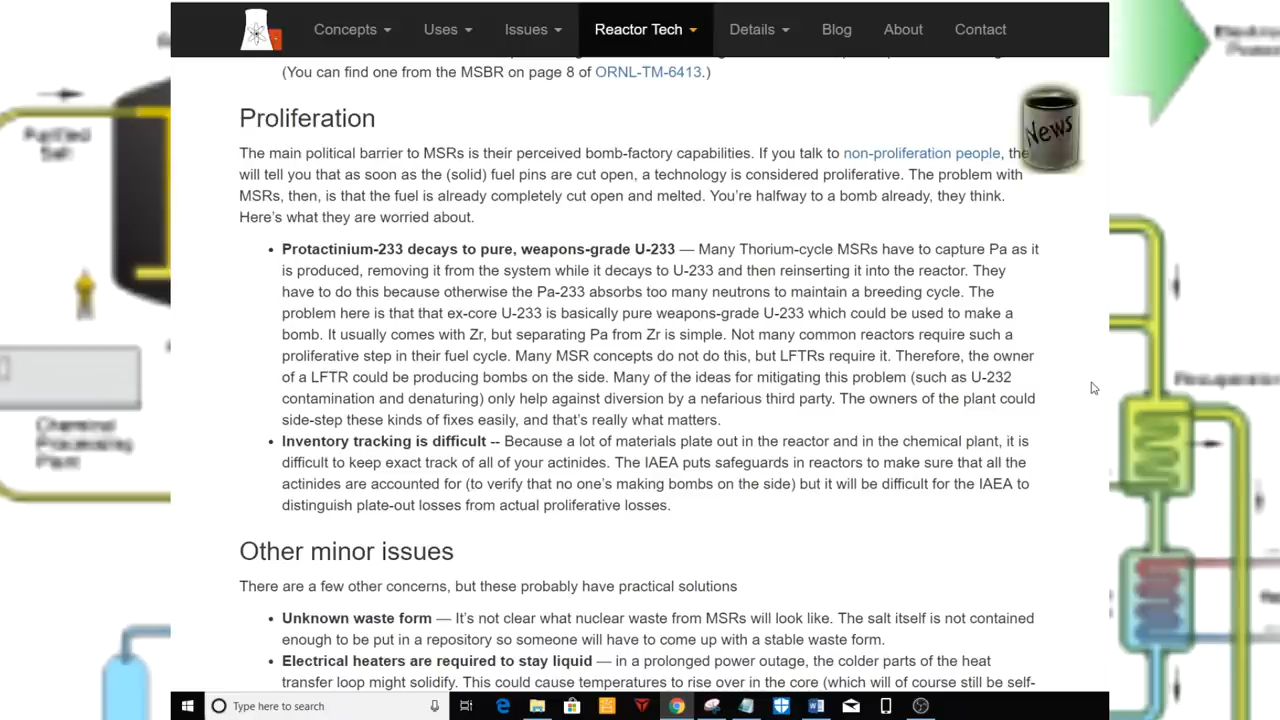 Concepts Uses Issues Reactor Tech Details Blog About Contact
(You can find one from the MSBR on page 8 of ORNL-TM-6413.)
Proliferation
News
The main political barrier to MSRs is their perceived bomb-factory capabilities. If you talk to non-proliferation people, the
will tell you that as soon as the (solid) fuel pins are cut open, a technology is considered proliferative. The problem with
MSRs, then, is that the fuel is already completely cut open and melted. You're halfway to a bomb already, they think.
Here's what they are worried about.
• Protactinium-233 decays to pure, weapons-grade U-233 — Many Thorium-cycle MSRs have to capture Pa as it
is produced, removing it from the system while it decays to U-233 and then reinserting it into the reactor. They
have to do this because otherwise the Pa-233 absorbs too many neutrons to maintain a breeding cycle. The
problem here is that that ex-core U-233 is basically pure weapons-grade U-233 which could be used to make a
bomb. It usually comes with Zr, but separating Pa from Zr is simple. Not many common reactors require such a
proliferative step in their fuel cycle. Many MSR concepts do not do this, but LFTRs require it. Therefore, the owner
of a LFTR could be producing bombs on the side. Many of the ideas for mitigating this problem (such as U-232
contamination and denaturing) only help against diversion by a nefarious third party. The owners of the plant could
side-step these kinds of fixes easily, and that's really what matters.
• Inventory tracking is difficult -- Because a lot of materials plate out in the reactor and in the chemical plant, it is
difficult to keep exact track of all of your actinides. The IAEA puts safeguards in reactors to make sure that all the
actinides are accounted for (to verify that no one's making bombs on the side) but it will be difficult for the IAEA to
distinguish plate-out losses from actual proliferative losses.
Other minor issues
There are a few other concerns, but these probably have practical solutions
• Unknown waste form — It's not clear what nuclear waste from MSRs will look like. The salt itself is not contained
enough to be put in a repository so someone will have to come up with a stable waste form.
• Electrical heaters are required to stay liquid — in a prolonged power outage, the colder parts of the heat
transfer loop might solidify. This could cause temperatures to rise over in the core (which will of course still be self-
Type here to search
Purified
Salt
Chemical
Processing
Plant